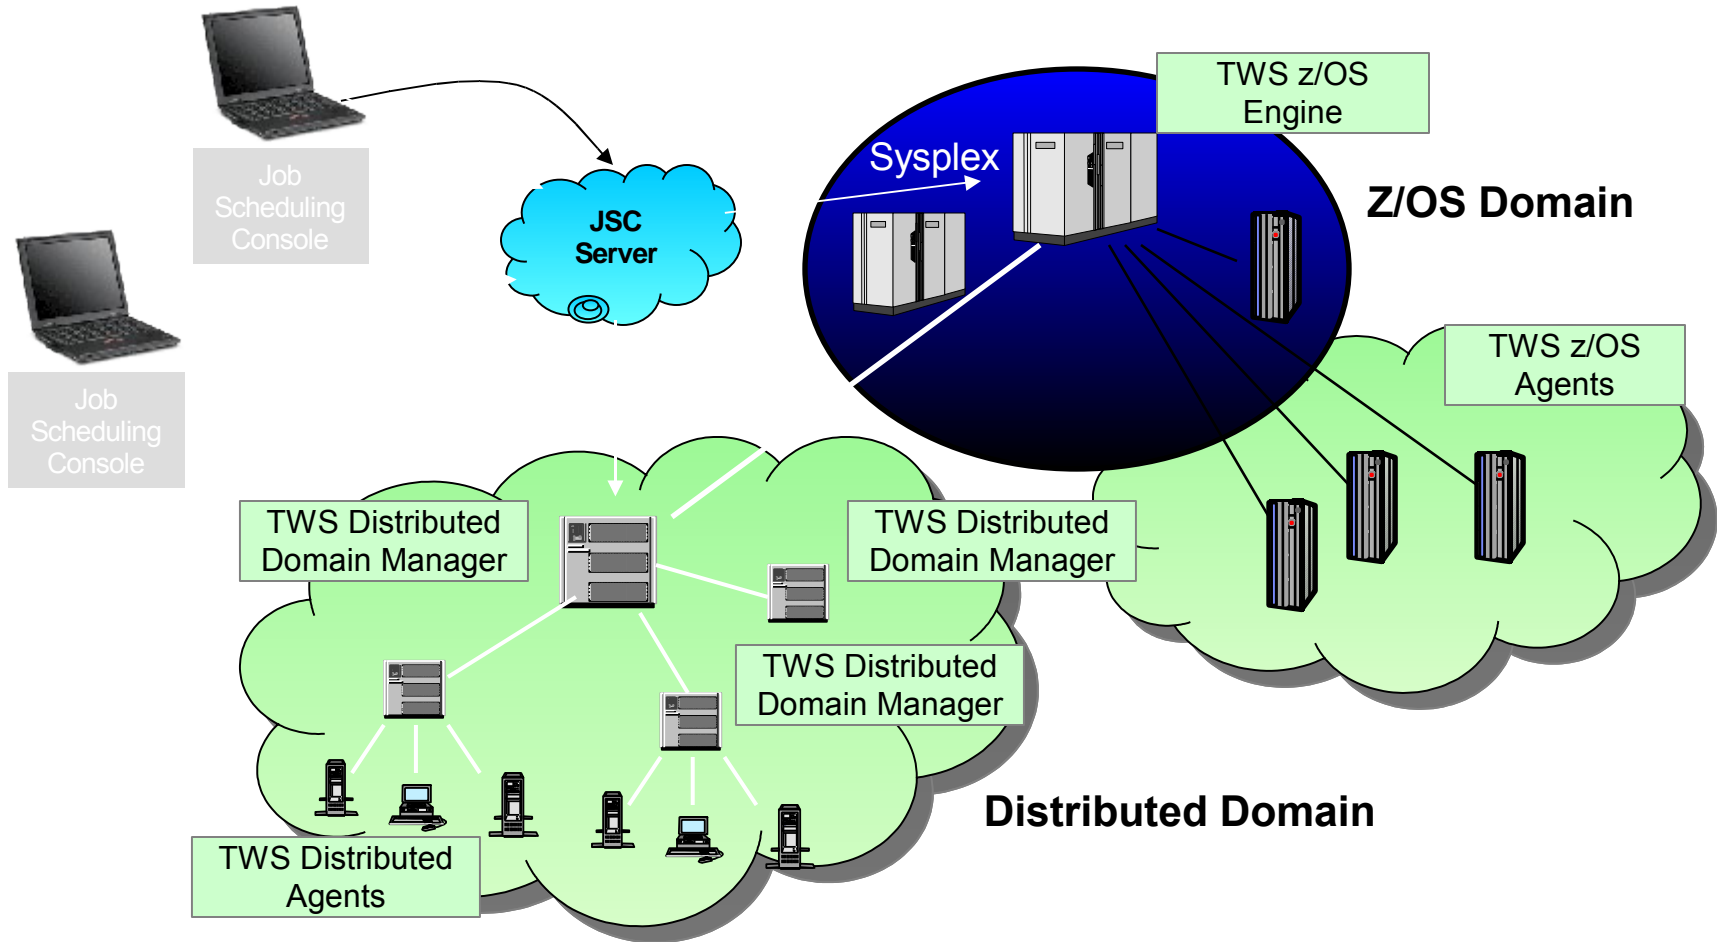 TWS z/OS
Engine
Job
Scheduling
Console
Sysplex
Z/OS Domain
JSC
Server
Job
Scheduling
Console
TWS z/OS
Agents
TWS Distributed
Domain Manager
TWS Distributed
Domain Manager
TWS Distributed
Domain Manager
Distributed Domain
TWS Distributed
Agents